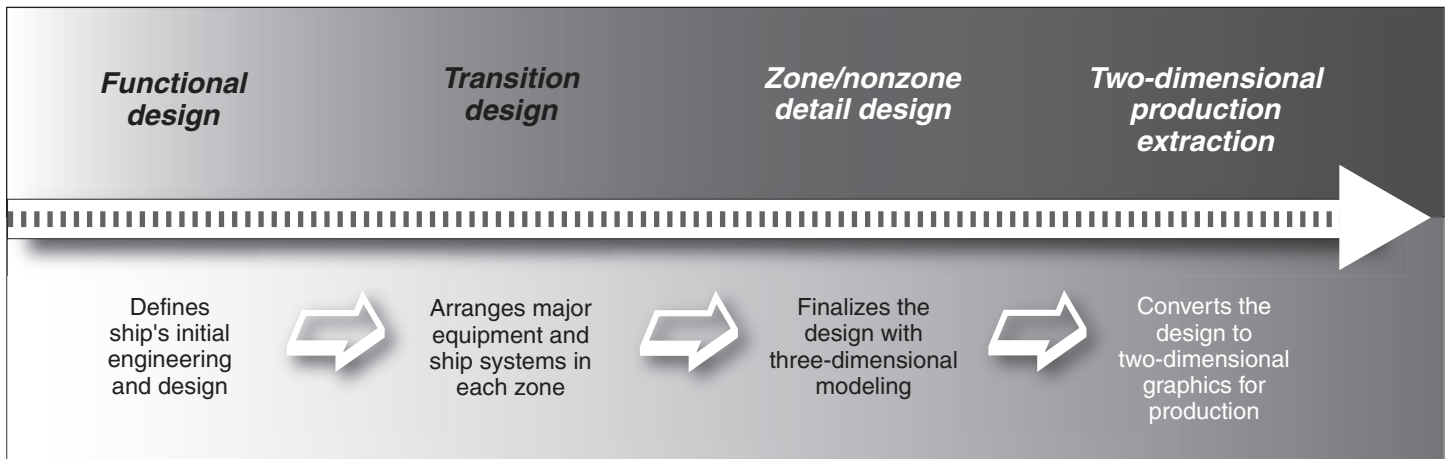 Functional
design
Transition
design
Zone/nonzone
detail design
Two-dimensional
production
extraction
Defines
ship's initial
engineering
and design
Arranges major
equipment and
ship systems in
each zone
Finalizes the
design with
three-dimensional
modeling
Converts the
design to
two-dimensional
graphics for
production